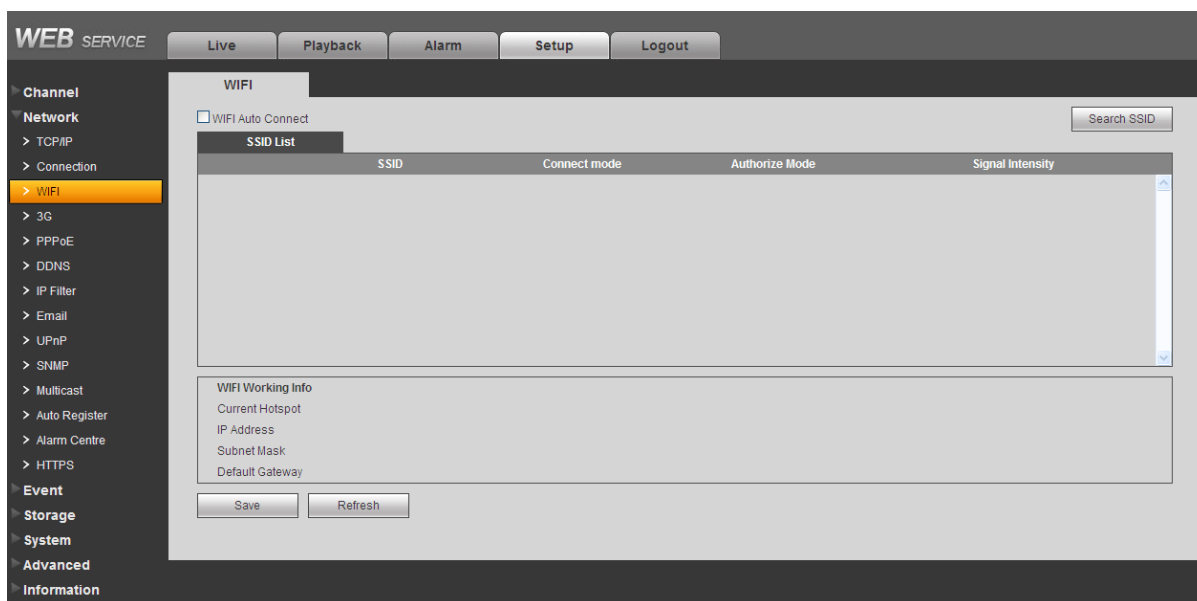 WEB SERVICE
Live Playback Alarm Setup Logout
Channel
Network
> TCP/IP
> Connection
> WIFI
> 3G
> PPPoE
> DDNS
> IP Filter
> Email
> UPnP
> SNMP
> Multicast
> Auto Register
> Alarm Centre
> HTTPS
Event
Storage
System
Advanced
Information
WIFI
WIFI Auto Connect Search SSID
SSID List
SSID Connect mode Authorize Mode Signal Intensity
WIFI Working Info
Current Hotspot
IP Address
Subnet Mask
Default Gateway
Save Refresh